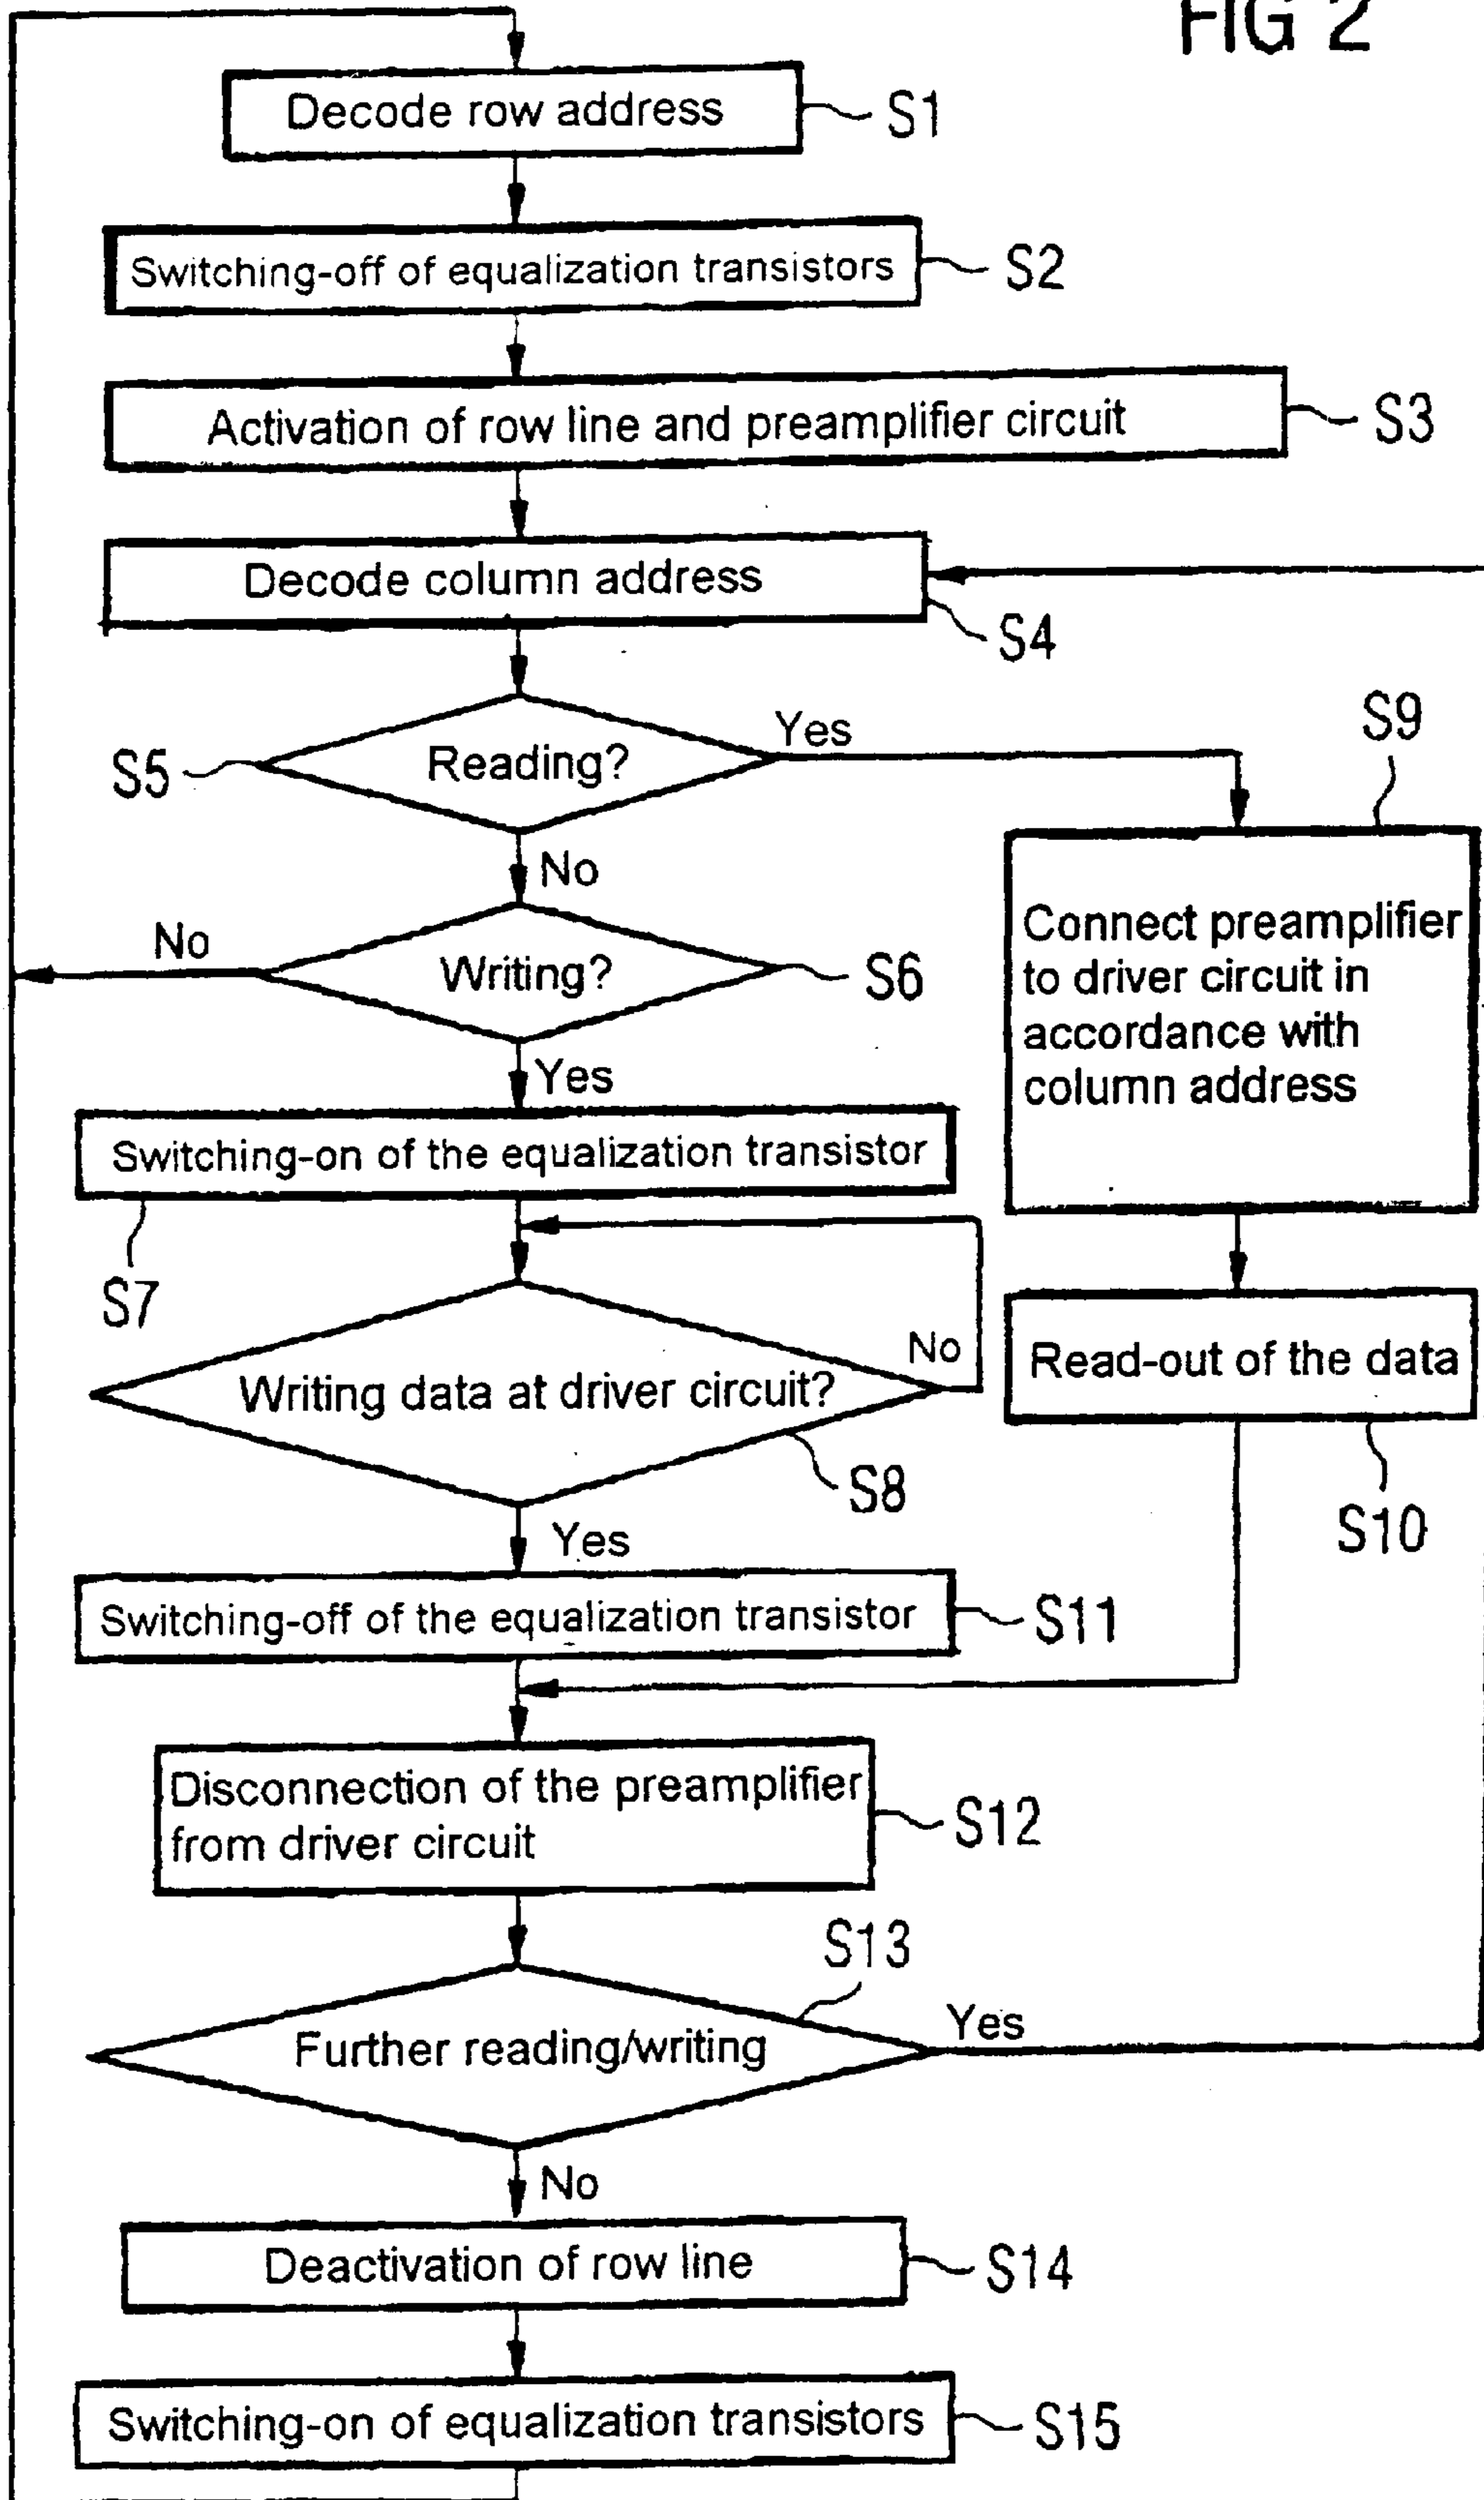 FIG 2
Decode row address
S1
Switching-off of equalization transistors
S2
Activation of row line and preamplifier circuit
S3
Decode column address
S4
Reading?
S5
Yes
No
S9
Connect preamplifier
to driver circuit in
accordance with
column address
Writing?
S6
No
Yes
Switching-on of the equalization transistor
S7
Writing data at driver circuit?
No
S8
Yes
Read-out of the data
S10
Switching-off of the equalization transistor
S11
Disconnection of the preamplifier
from driver circuit
S12
S13
Further reading/writing
Yes
No
Deactivation of row line
S14
Switching-on of equalization transistors
S15